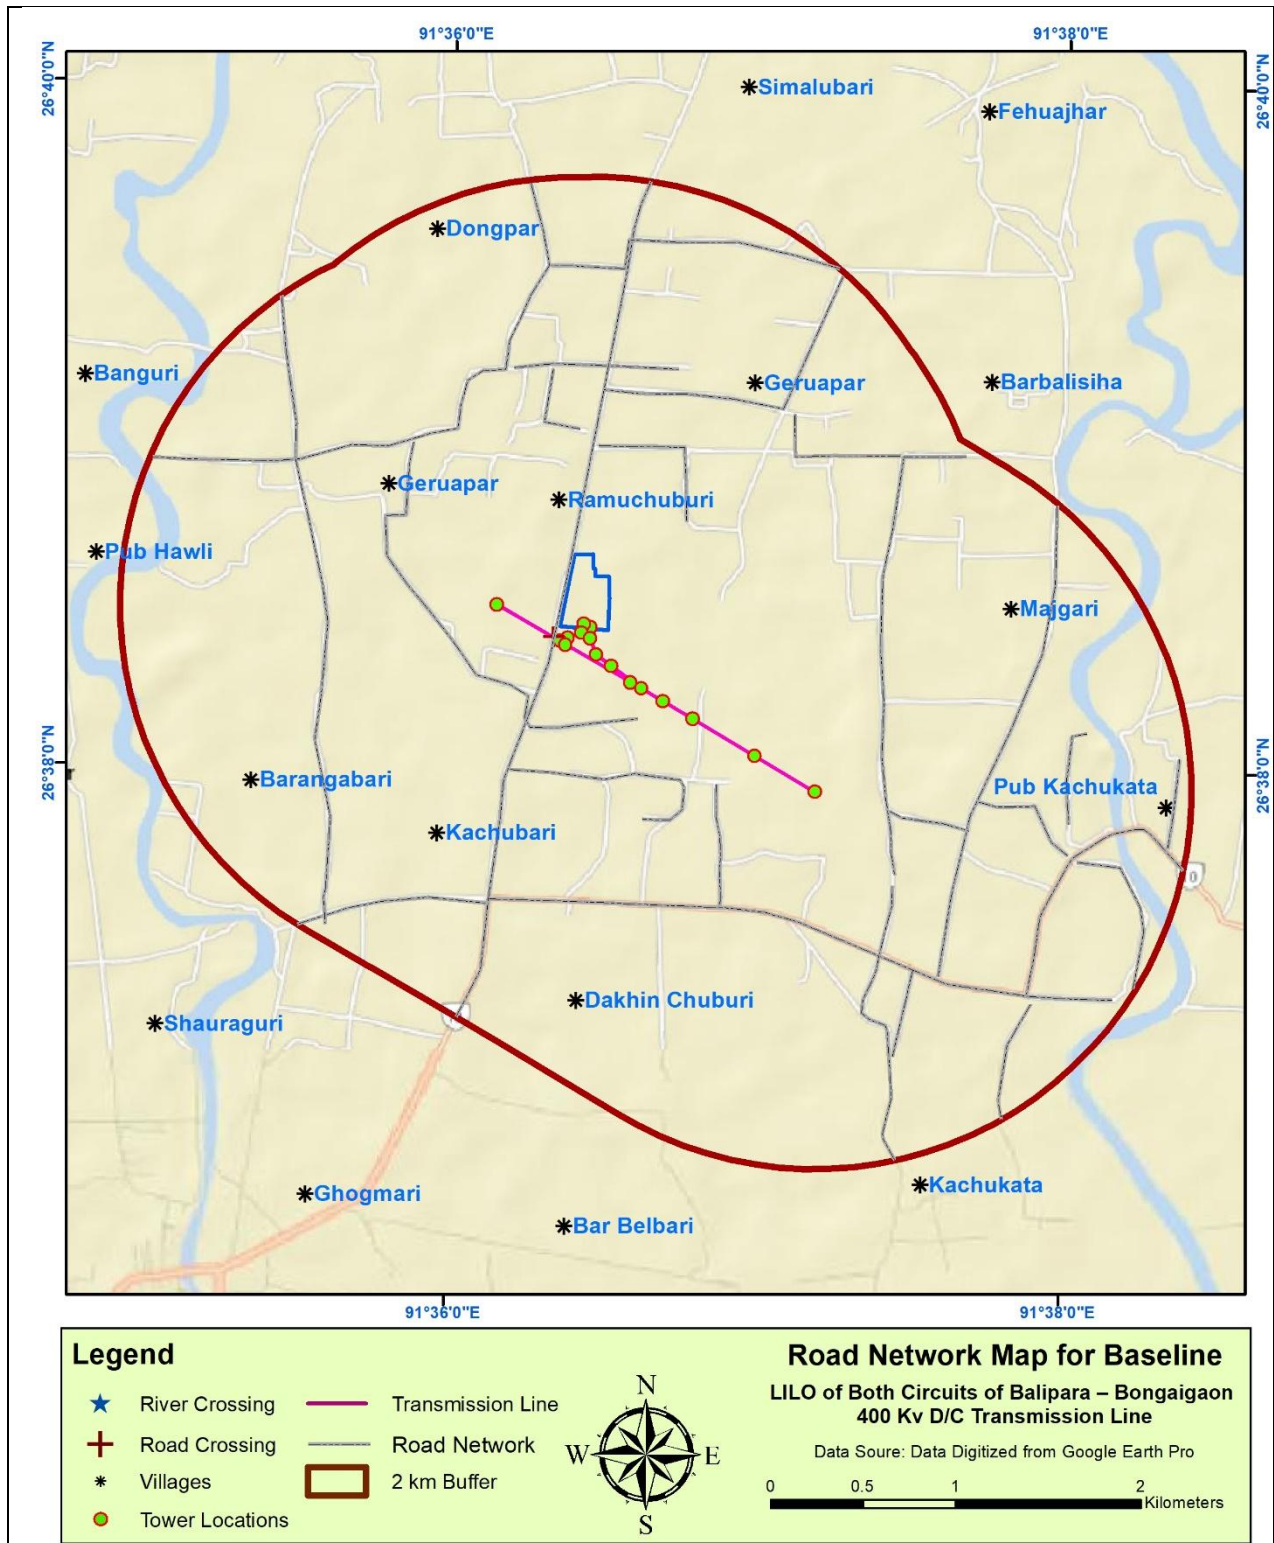 91°36'0"E
91°38'0"E
26°40'0"N
26°40'0"N
Simalubari
Fehuajhar
Dongpar
Banguri
Geruapar
Barbalisiha
Geruapar
Ramuchuburi
Pub Hawli
Majgari
26°38'0"N
26°38'0"N
Barangabari
Pub Kachukata
Kachubari
Dakhin Chuburi
Shauraguri
Ghogmari
Kachukata
Bar Belbari
91°36'0"E
91°38'0"E
Legend
River Crossing
Road Crossing
Villages
Tower Locations
Transmission Line
Road Network
2 km Buffer
N
W
E
S
Road Network Map for Baseline
LILO of Both Circuits of Balipara – Bongaigaon
400 Kv D/C Transmission Line
Data Soure: Data Digitized from Google Earth Pro
0 0.5 1 2
Kilometers